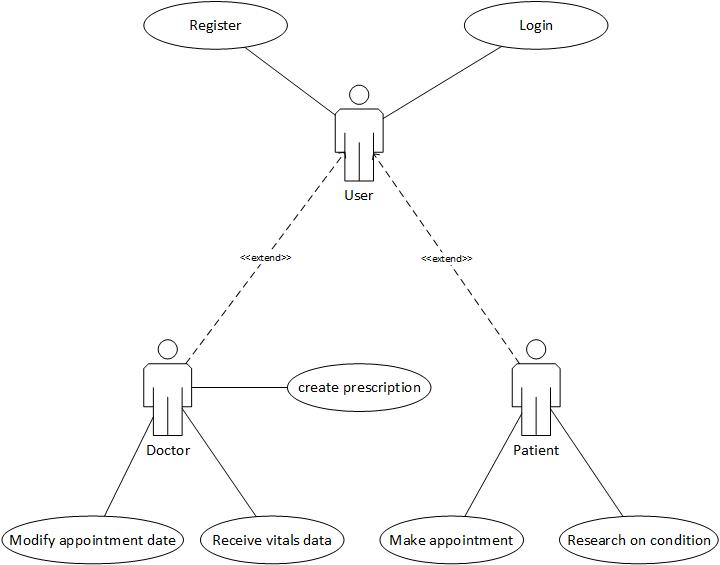 Register
Login
User
<<extend>>
<<extend>>
create prescription
Doctor
Patient
Modify appointment date
Receive vitals data
Make appointment
Research on condition